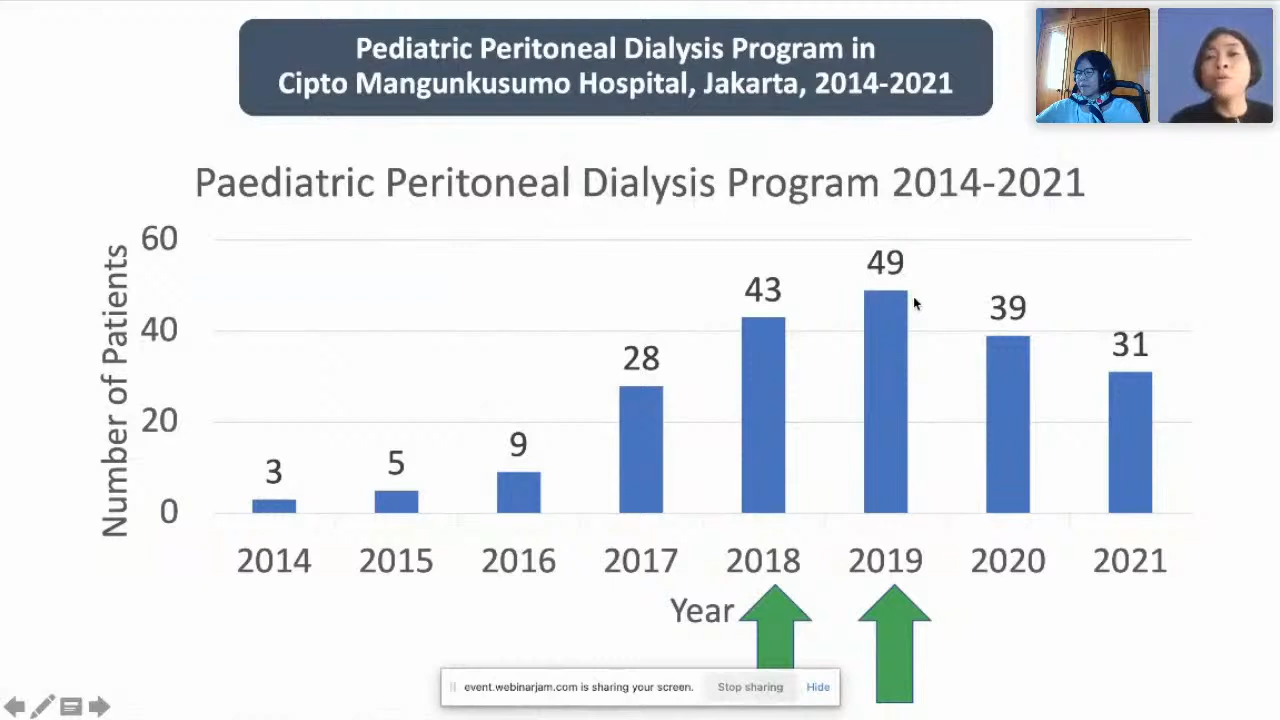 Pediatric Peritoneal Dialysis Program in
Cipto Mangunkusumo Hospital, Jakarta, 2014-2021
Paediatric Peritoneal Dialysis Program 2014-2021
Number of Patients
60
40
20
0
3
5
9
28
43
49
39
31
2014 2015 2016 2017 2018 2019 2020 2021
Year
event.webinarjam.com is sharing your screen. Stop sharing Hide